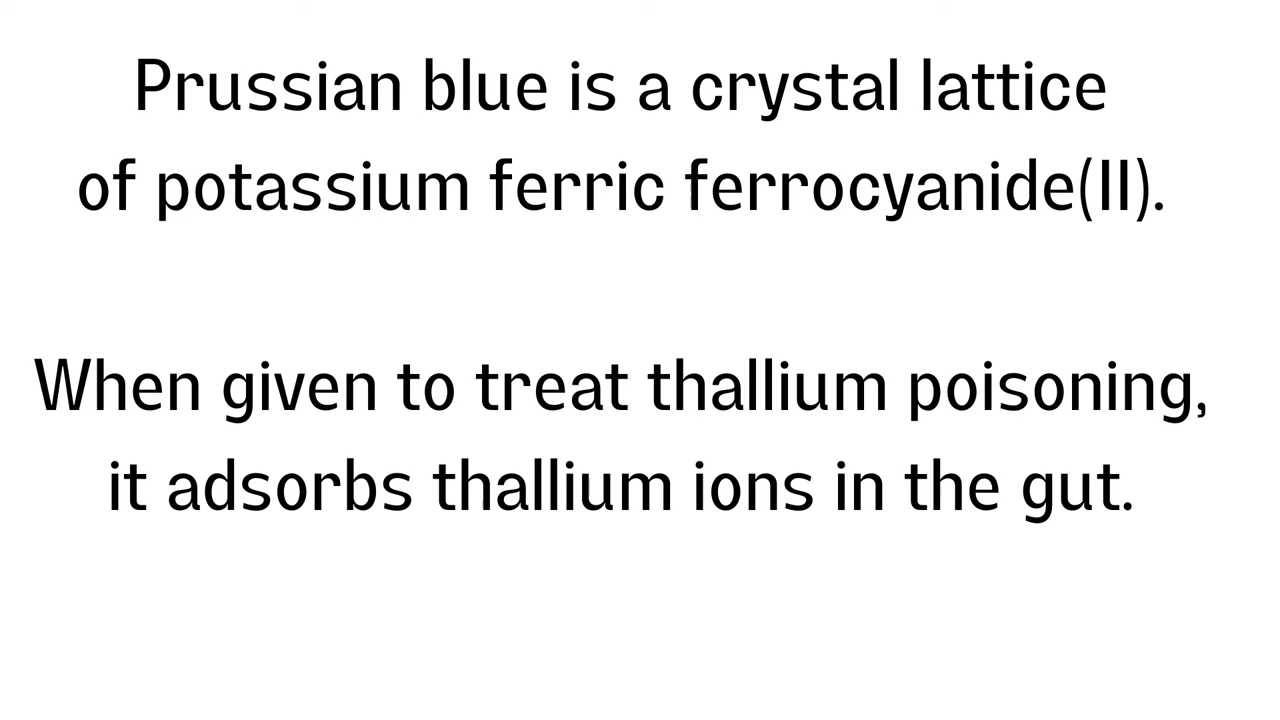 Prussian blue is a crystal lattice
of potassium ferric ferrocyanide(II).
When given to treat thallium poisoning,
it adsorbs thallium ions in the gut.